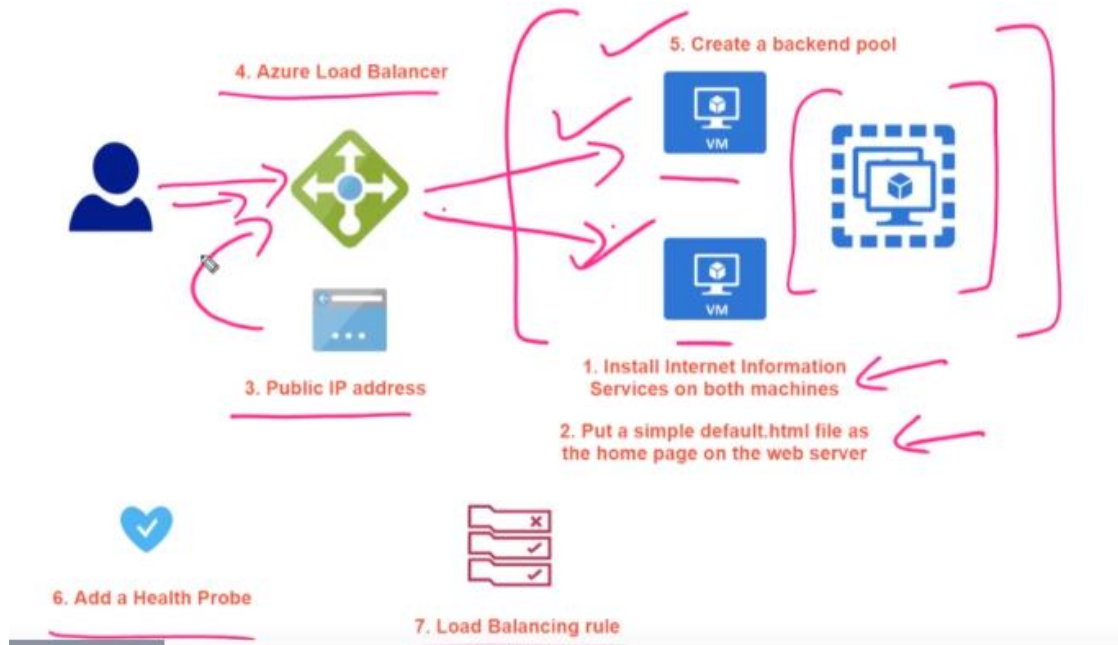 5. Create a backend pool
4. Azure Load Balancer
VM
VM
3. Public IP address
1. Install Internet Information
Services on both machines
2. Put a simple default.html file as
the home page on the web server
6. Add a Health Probe
7. Load Balancing rule